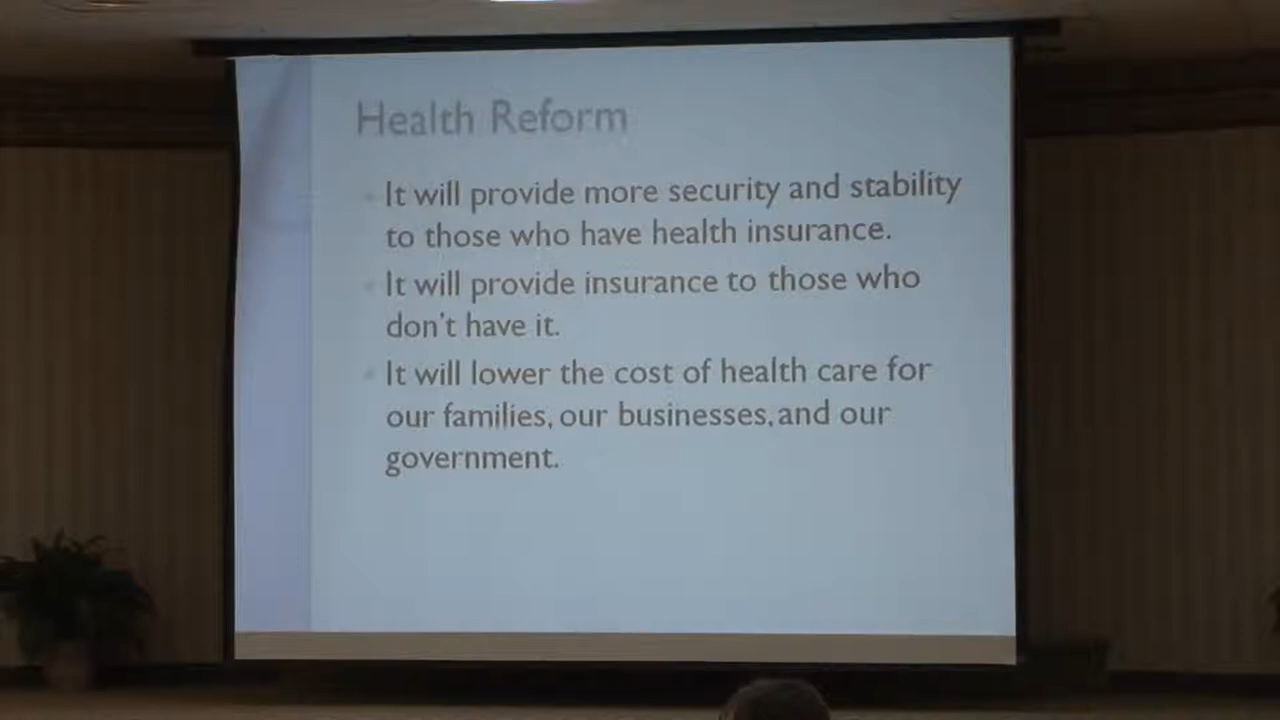 Health Reform
It will provide more security and stability
to those who have health insurance.
It will provide insurance to those who
don't have it.
It will lower the cost of health care for
our families, our businesses, and our
government.